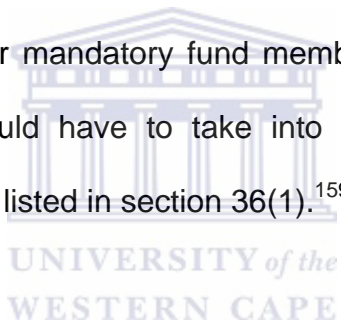 r mandatory fund memb
uld have to take into
listed in section 36(1).159
UNIVERSITY of the
WESTERN CAPE